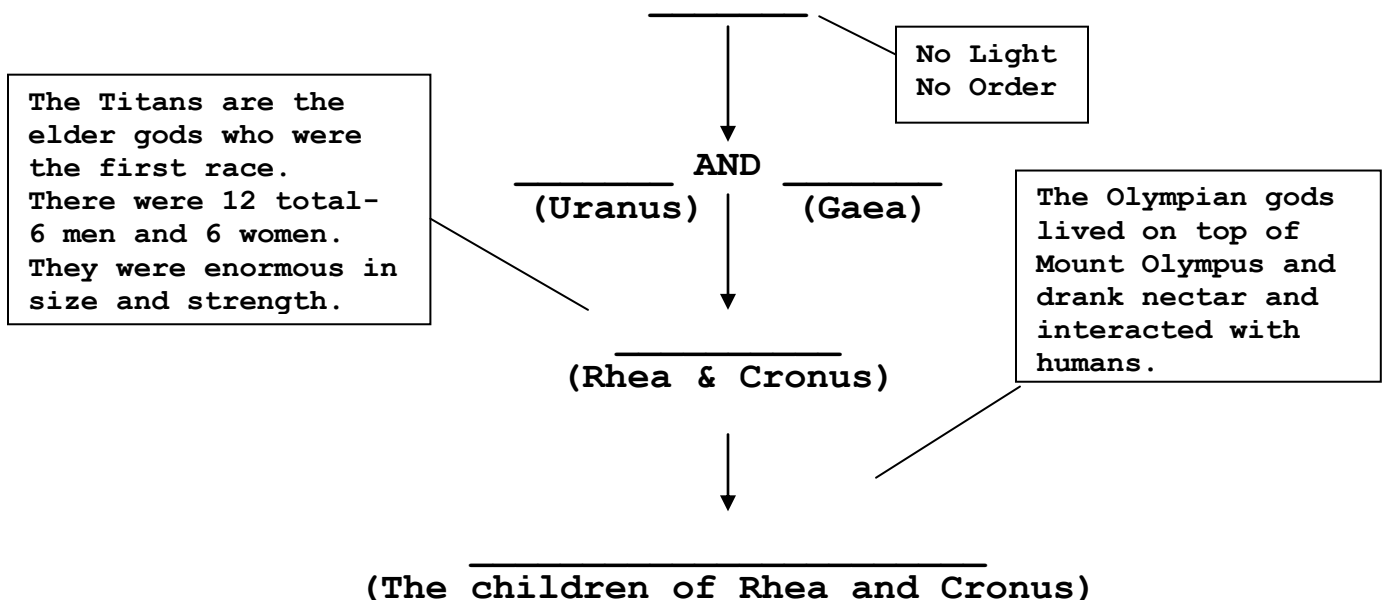 No Light
No Order
The Titans are the
elder gods who were
the first race.
There were 12 total-
6 men and 6 women.
They were enormous in
size and strength.
AND
(Uranus) (Gaea)
The Olympian gods
lived on top of
Mount Olympus and
drank nectar and
interacted with
humans.
(Rhea & Cronus)
(The children of Rhea and Cronus)